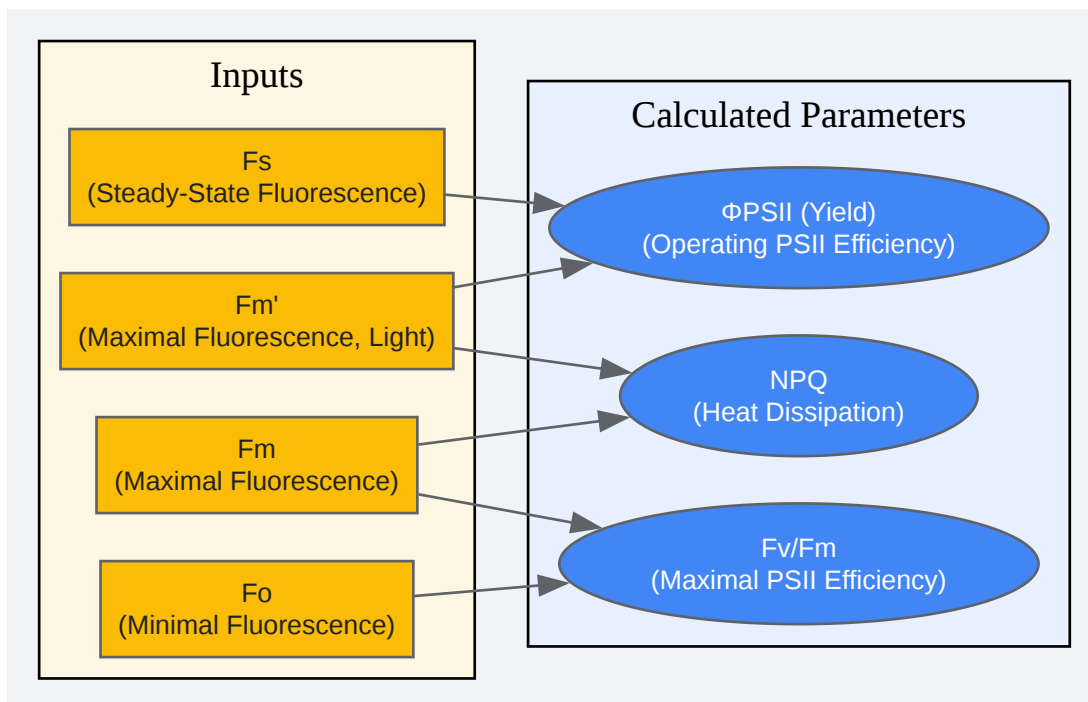 Inputs
Fs
(Steady-State Fluorescence)
Fm'
(Maximal Fluorescence, Light)
Fm
(Maximal Fluorescence)
Fo
(Minimal Fluorescence)
Calculated Parameters
ΦPSII (Yield)
(Operating PSII Efficiency)
NPQ
(Heat Dissipation)
Fv/Fm
(Maximal PSII Efficiency)